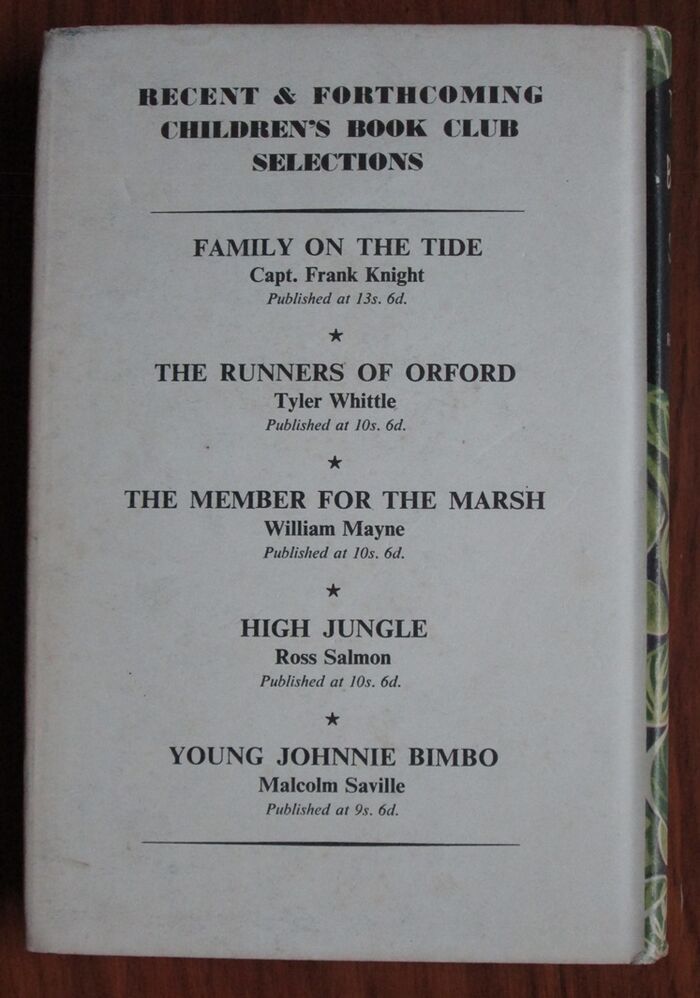 RECENT & FORTHCOMING
CHILDREN'S BOOK CLUB
SELECTIONS
FAMILY ON THE TIDE
Capt. Frank Knight
Published at 13s. 6d.
★
THE RUNNERS OF ORFORD
Tyler Whittle
Published at 10s. 6d.
★
THE MEMBER FOR THE MARSH
William Mayne
Published at 10s. 6d.
★
HIGH JUNGLE
Ross Salmon
Published at 10s. 6d.
★
YOUNG JOHNNIE BIMBO
Malcolm Saville
Published at 9s. 6d.